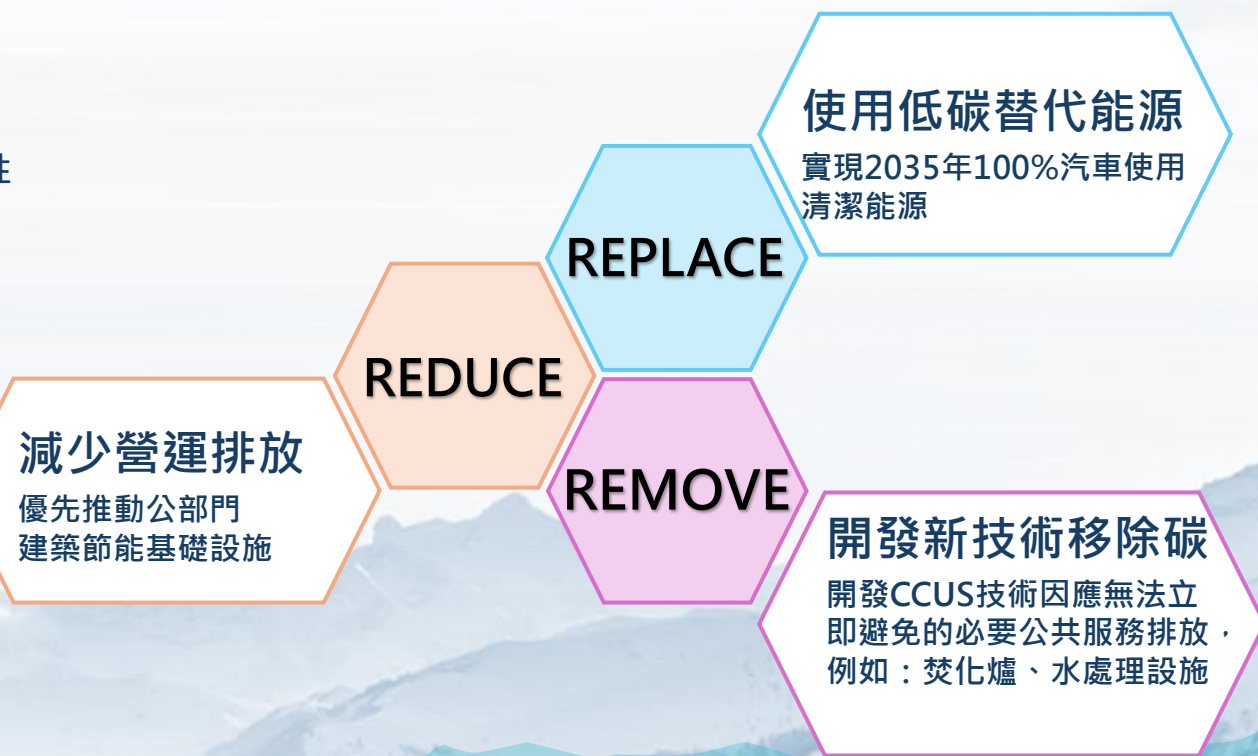 性
使用低碳替代能源
實現2035年100%汽車使用
清潔能源
REPLACE
REDUCE
減少營運排放
優先推動公部門
建築節能基礎設施
REMOVE
開發新技術移除碳
開發CCUS技術因應無法立
即避免的必要公共服務排放，
例如：焚化爐、水處理設施